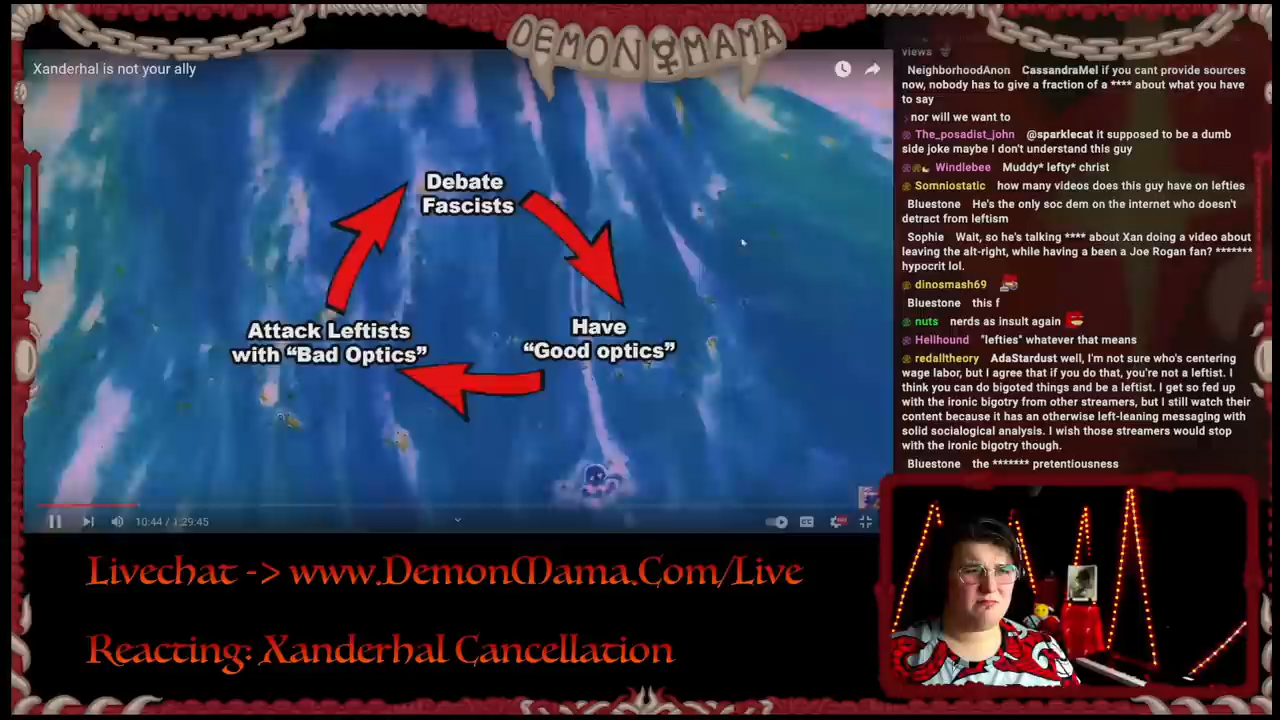 DEMON MAMA
Xanderhal is not your ally
Debate
Fascists
Have
“Good optics”
Attack Leftists
with “Bad Optics”
10:44 / 1:29:45
CC
views
NeighborhoodAnon CassandraMel if you cant provide sources
now, nobody has to give a fraction of a **** about what you have
to say
nor will we want to
The_posadist_john @sparklecat it supposed to be a dumb
side joke maybe I don't understand this guy
Windlebee Muddy* lefty* christ
Somniostatic how many videos does this guy have on lefties
Bluestone He's the only soc dem on the internet who doesn't
detract from leftism
Sophie Wait, so he's talking **** about Xan doing a video about
leaving the alt-right, while having a been a Joe Rogan fan? *******
hypocrit lol.
dinosmash69
Bluestone this f
nuts nerds as insult again
Hellhound "lefties" whatever that means
redalltheory AdaStardust well, I'm not sure who's centering
wage labor, but I agree that if you do that, you're not a leftist. I
think you can do bigoted things and be a leftist. I get so fed up
with the ironic bigotry from other streamers, but I still watch their
content because it has an otherwise left-leaning messaging with
solid socialogical analysis. I wish those streamers would stop
with the ironic bigotry though.
Bluestone the ******* pretentiousness
Livechat -> www.DemonMama.Com/Live
Reacting: Xanderhal Cancellation